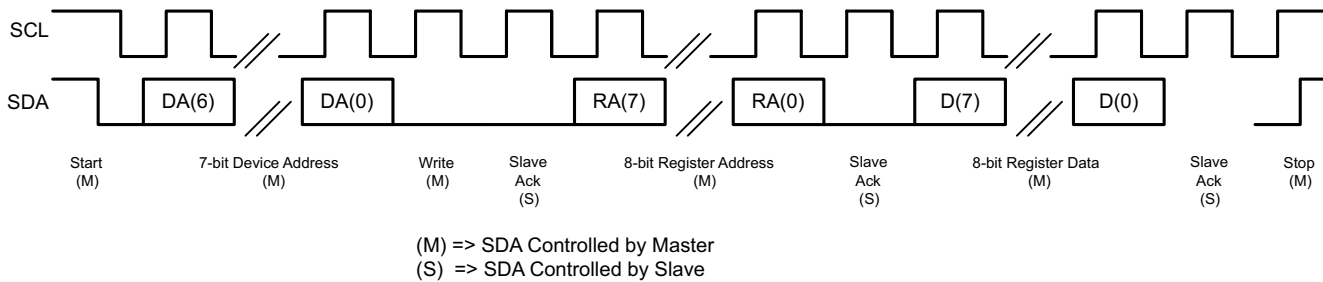 SCL
SDA
DA(6)
DA(0)
RA(7)
RA(0)
D(7)
D(0)
Start
(M)
7-bit Device Address
(M)
Write
(M)
Slave
Ack
(S)
8-bit Register Address
(M)
Slave
Ack
(S)
8-bit Register Data
(M)
Slave
Ack
(S)
Stop
(M)
(M) => SDA Controlled by Master
(S) => SDA Controlled by Slave